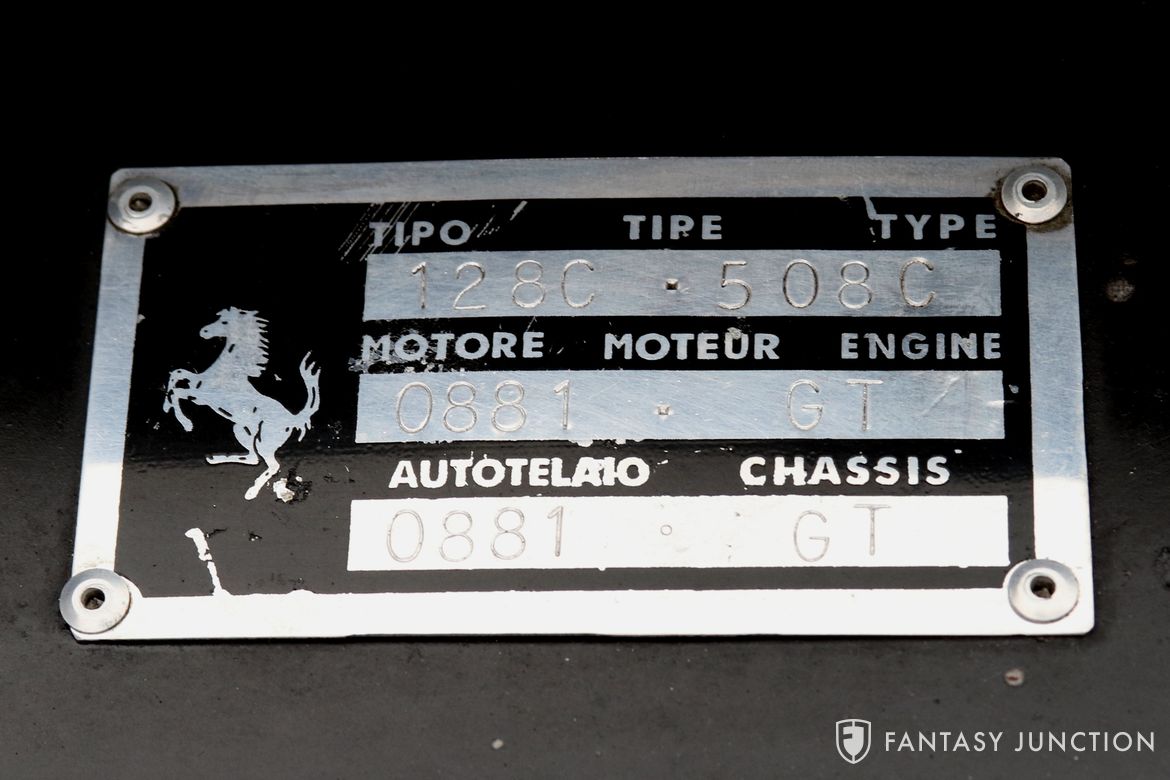 TIPO TIPE TYPE
128C · 508C
MOTORE MOTEUR ENGINE
0881 · GT
AUTOTELAIO CHASSIS
0881 · GT
FANTASY JUNCTION